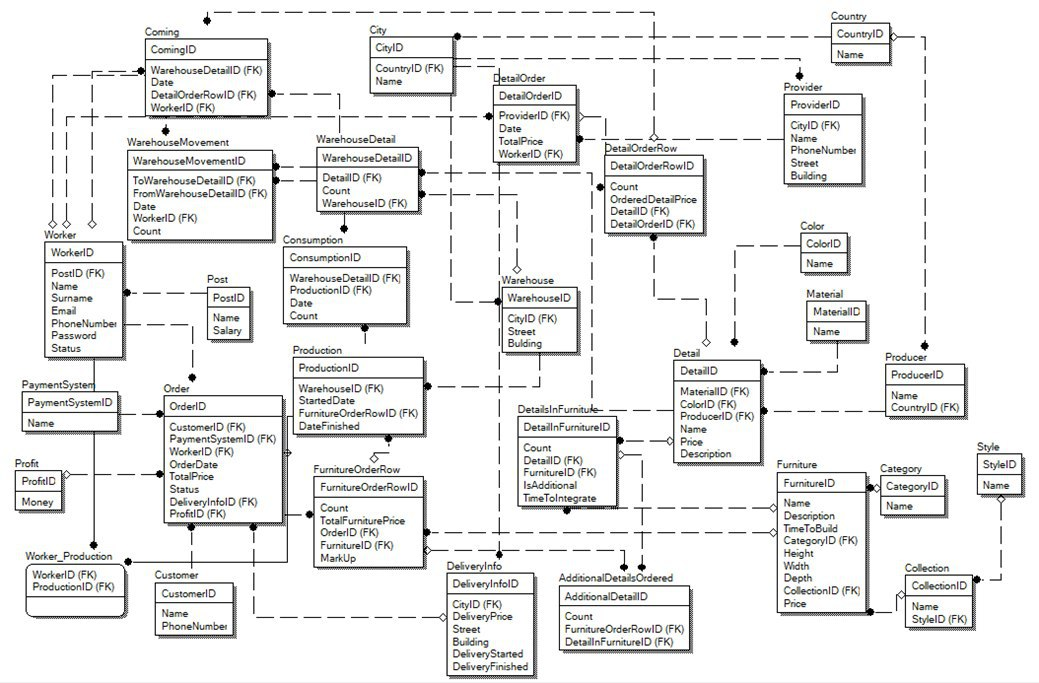 Coming
ComingID
WarehouseDetailID (FK)
Date
DetailOrderRowID (FK)
WorkerID (FK)
City
CityID
CountryID (FK)
Name
Country
CountryID
Name
DetailOrder
DetailOrderID
ProviderID (FK)
Date
TotalPrice
WorkerID (FK)
Provider
ProviderID
CityID (FK)
Name
PhoneNumber
Street
Building
WarehouseMovement
WarehouseMovementID
ToWarehouseDetailID (FK)
FromWarehouseDetailID (FK)
Date
WorkerID (FK)
Count
WarehouseDetail
WarehouseDetailID
DetailID (FK)
Count
WarehouseID (FK)
DetailOrderRow
DetailOrderRowID
Count
OrderedDetailPrice
DetailID (FK)
DetailOrderID (FK)
Worker
WorkerID
PostID (FK)
Name
Surname
Email
PhoneNumber
Password
Status
Post
PostID
Name
Salary
Consumption
ConsumptionID
WarehouseDetailID (FK)
ProductionID (FK)
Date
Count
Warehouse
WarehouseID
CityID (FK)
Street
Bulding
Color
ColorID
Name
Material
MaterialID
Name
Producer
ProducerID
Name
CountryID (FK)
Detail
DetailID
MaterialID (FK)
ColorID (FK)
ProducerID (FK)
Name
Price
Description
Production
ProductionID
WarehouseID (FK)
StartedDate
FurnitureOrderRowID (FK)
DateFinished
PaymentSystem
PaymentSystemID
Name
Order
OrderID
CustomerID (FK)
PaymentSystemID (FK)
WorkerID (FK)
OrderDate
TotalPrice
Status
DeliveryInfoID (FK)
ProfitID (FK)
DetailsInFurniture
DetailInFurnitureID
Count
DetailID (FK)
FurnitureID (FK)
IsAdditional
TimeToIntegrate
Profit
ProfitID
Money
FurnitureOrderRow
FurnitureOrderRowID
Count
TotalFurniturePrice
OrderID (FK)
FurnitureID (FK)
MarkUp
Furniture
FurnitureID
Name
Description
TimeToBuild
CategoryID (FK)
Height
Width
Depth
CollectionID (FK)
Price
Category
CategoryID
Name
Style
StyleID
Name
Worker_Production
WorkerID (FK)
ProductionID (FK)
Customer
CustomerID
Name
PhoneNumber
DeliveryInfo
DeliveryInfoID
CityID (FK)
DeliveryPrice
Street
Building
DeliveryStarted
DeliveryFinished
AdditionalDetailsOrdered
AdditionalDetailID
Count
FurnitureOrderRowID (FK)
DetailInFurnitureID (FK)
Collection
CollectionID
Name
StyleID (FK)